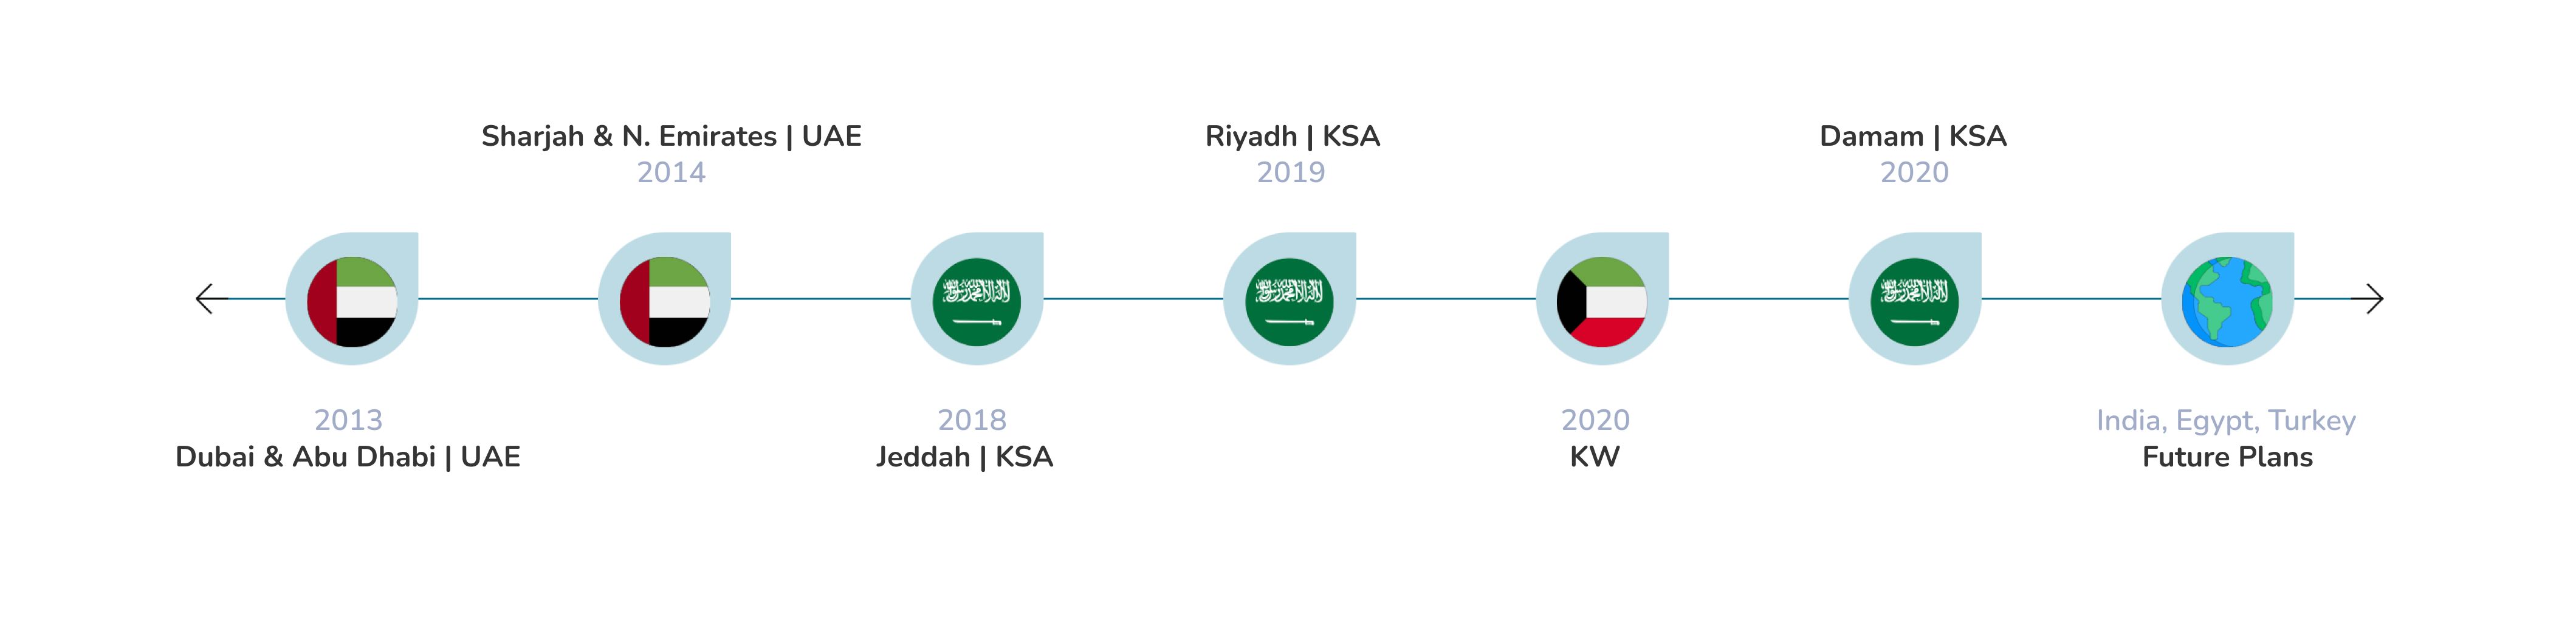 Sharjah & N. Emirates | UAE
2014
Riyadh | KSA
2019
Damam | KSA
2020
2013
Dubai & Abu Dhabi | UAE
2018
Jeddah | KSA
2020
KW
India, Egypt, Turkey
Future Plans